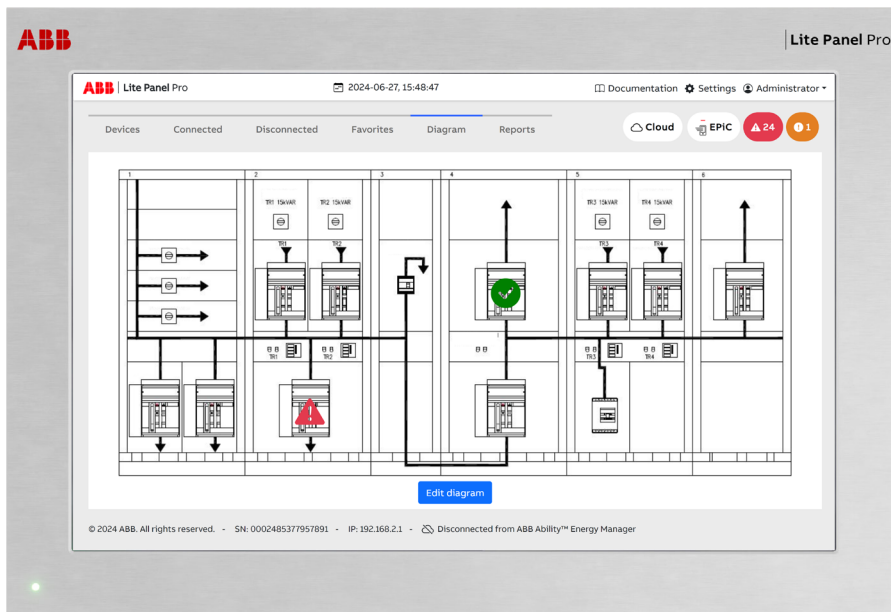 ABB
Lite Panel Pro
ABB Lite Panel Pro
2024-06-27, 15:48:47
Documentation Settings Administrator
Devices Connected Disconnected Favorites Diagram Reports
Cloud EPiC 24 1
1 2 3 4 5 6
TR1 15kVAR TR2 15kVAR TR3 15kVAR TR4 15kVAR
TR1 TR2 TR3 TR4
TR1 TR2 TR3 TR4
Edit diagram
© 2024 ABB. All rights reserved. - SN: 0002485377957891 - IP: 192.168.2.1 - Disconnected from ABB Ability™ Energy Manager